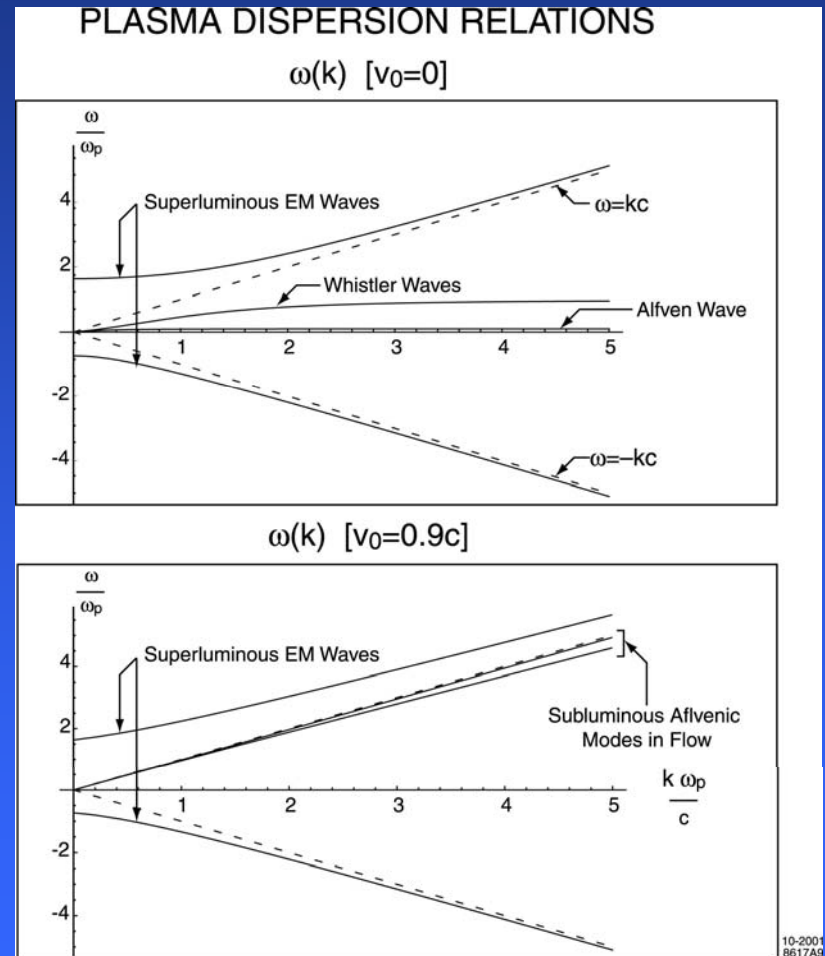 PLASMA DISPERSION RELATIONS
ω(k) [v₀=0]
ω
ωₚ
4
2
-2
-4
1
2
3
4
5
Superluminous EM Waves
ω=kc
Whistler Waves
Alfven Wave
ω=–kc
ω(k) [v₀=0.9c]
ω
ωₚ
4
2
-2
-4
1
2
3
4
5
Superluminous EM Waves
Subluminous Aflvenic
Modes in Flow
k ωₚ
c
10-2001
8617A9